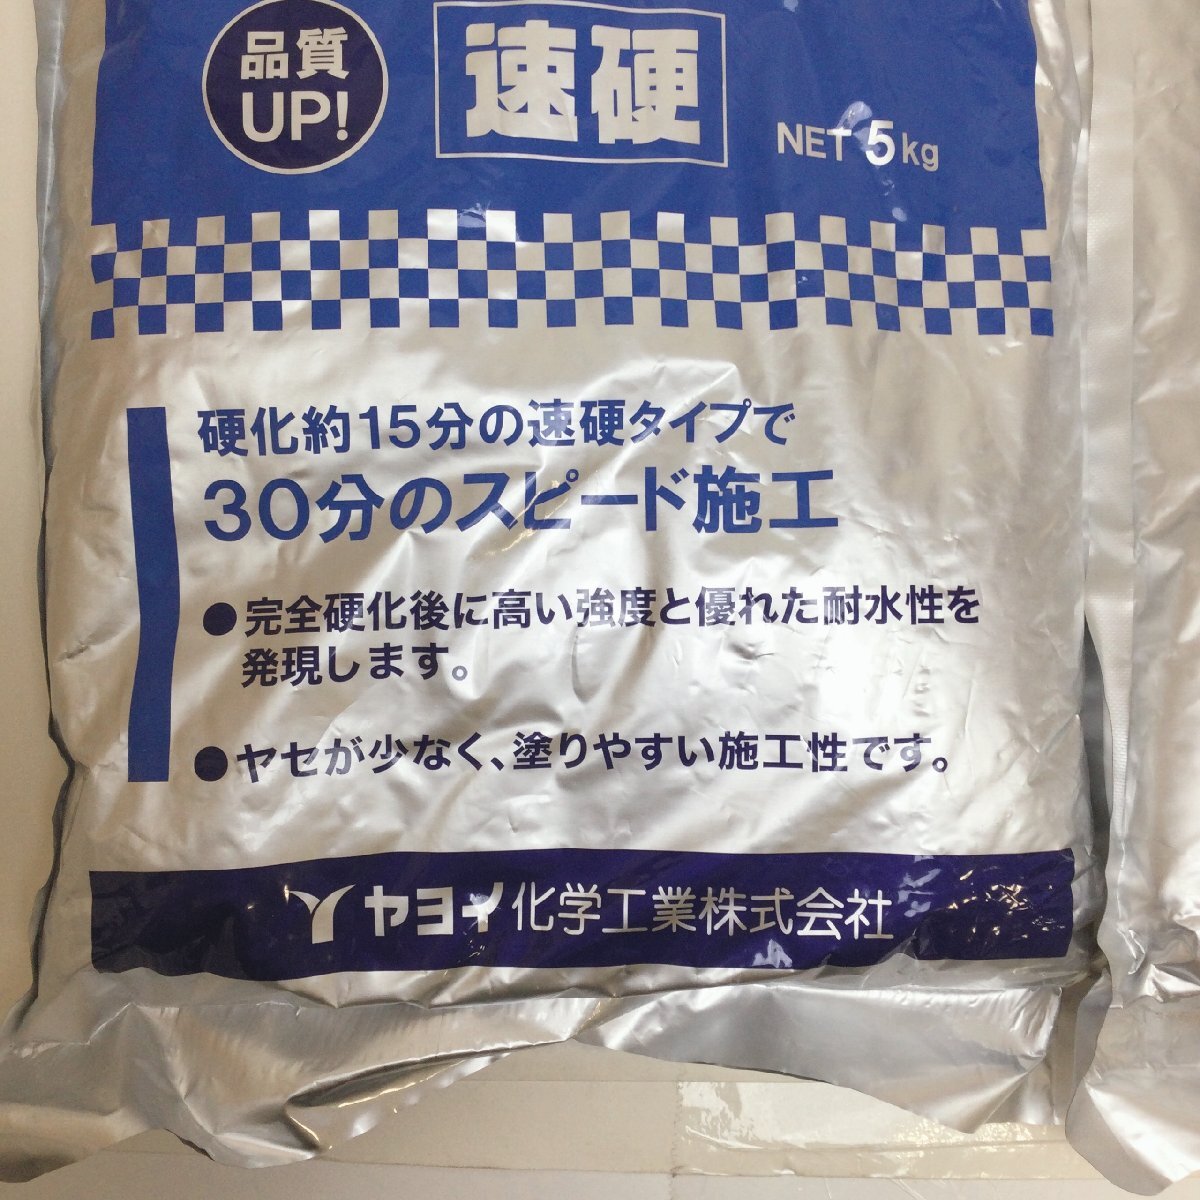 品質
UP!
速硬
NET 5kg
硬化約15分の速硬タイプで
30分のスピード施工
●完全硬化後に高い強度と優れた耐水性を
発現します。
●ヤセが少なく、塗りやすい施工性です。
ヤヨイ化学工業株式会社